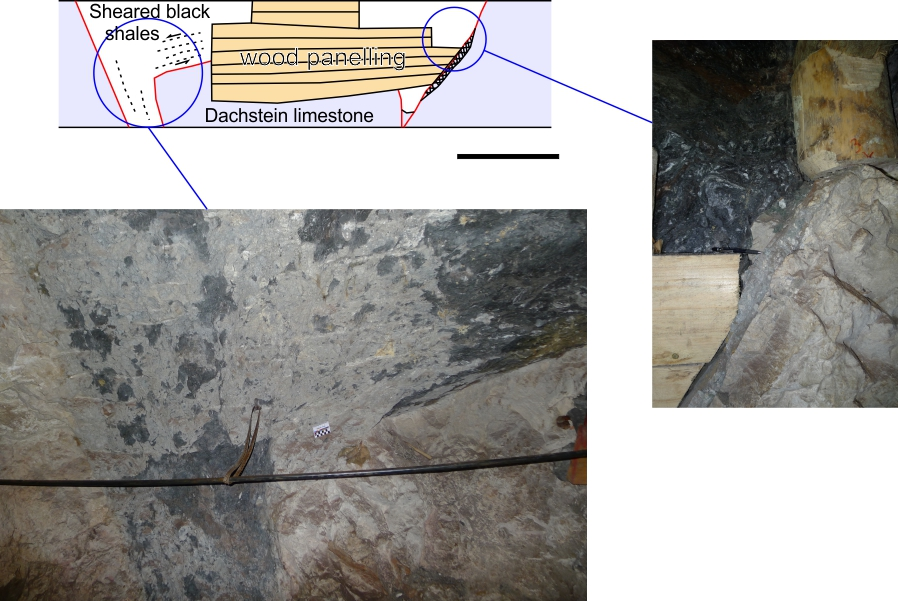 Sheared black
shales
wood panelling
Dachstein limestone